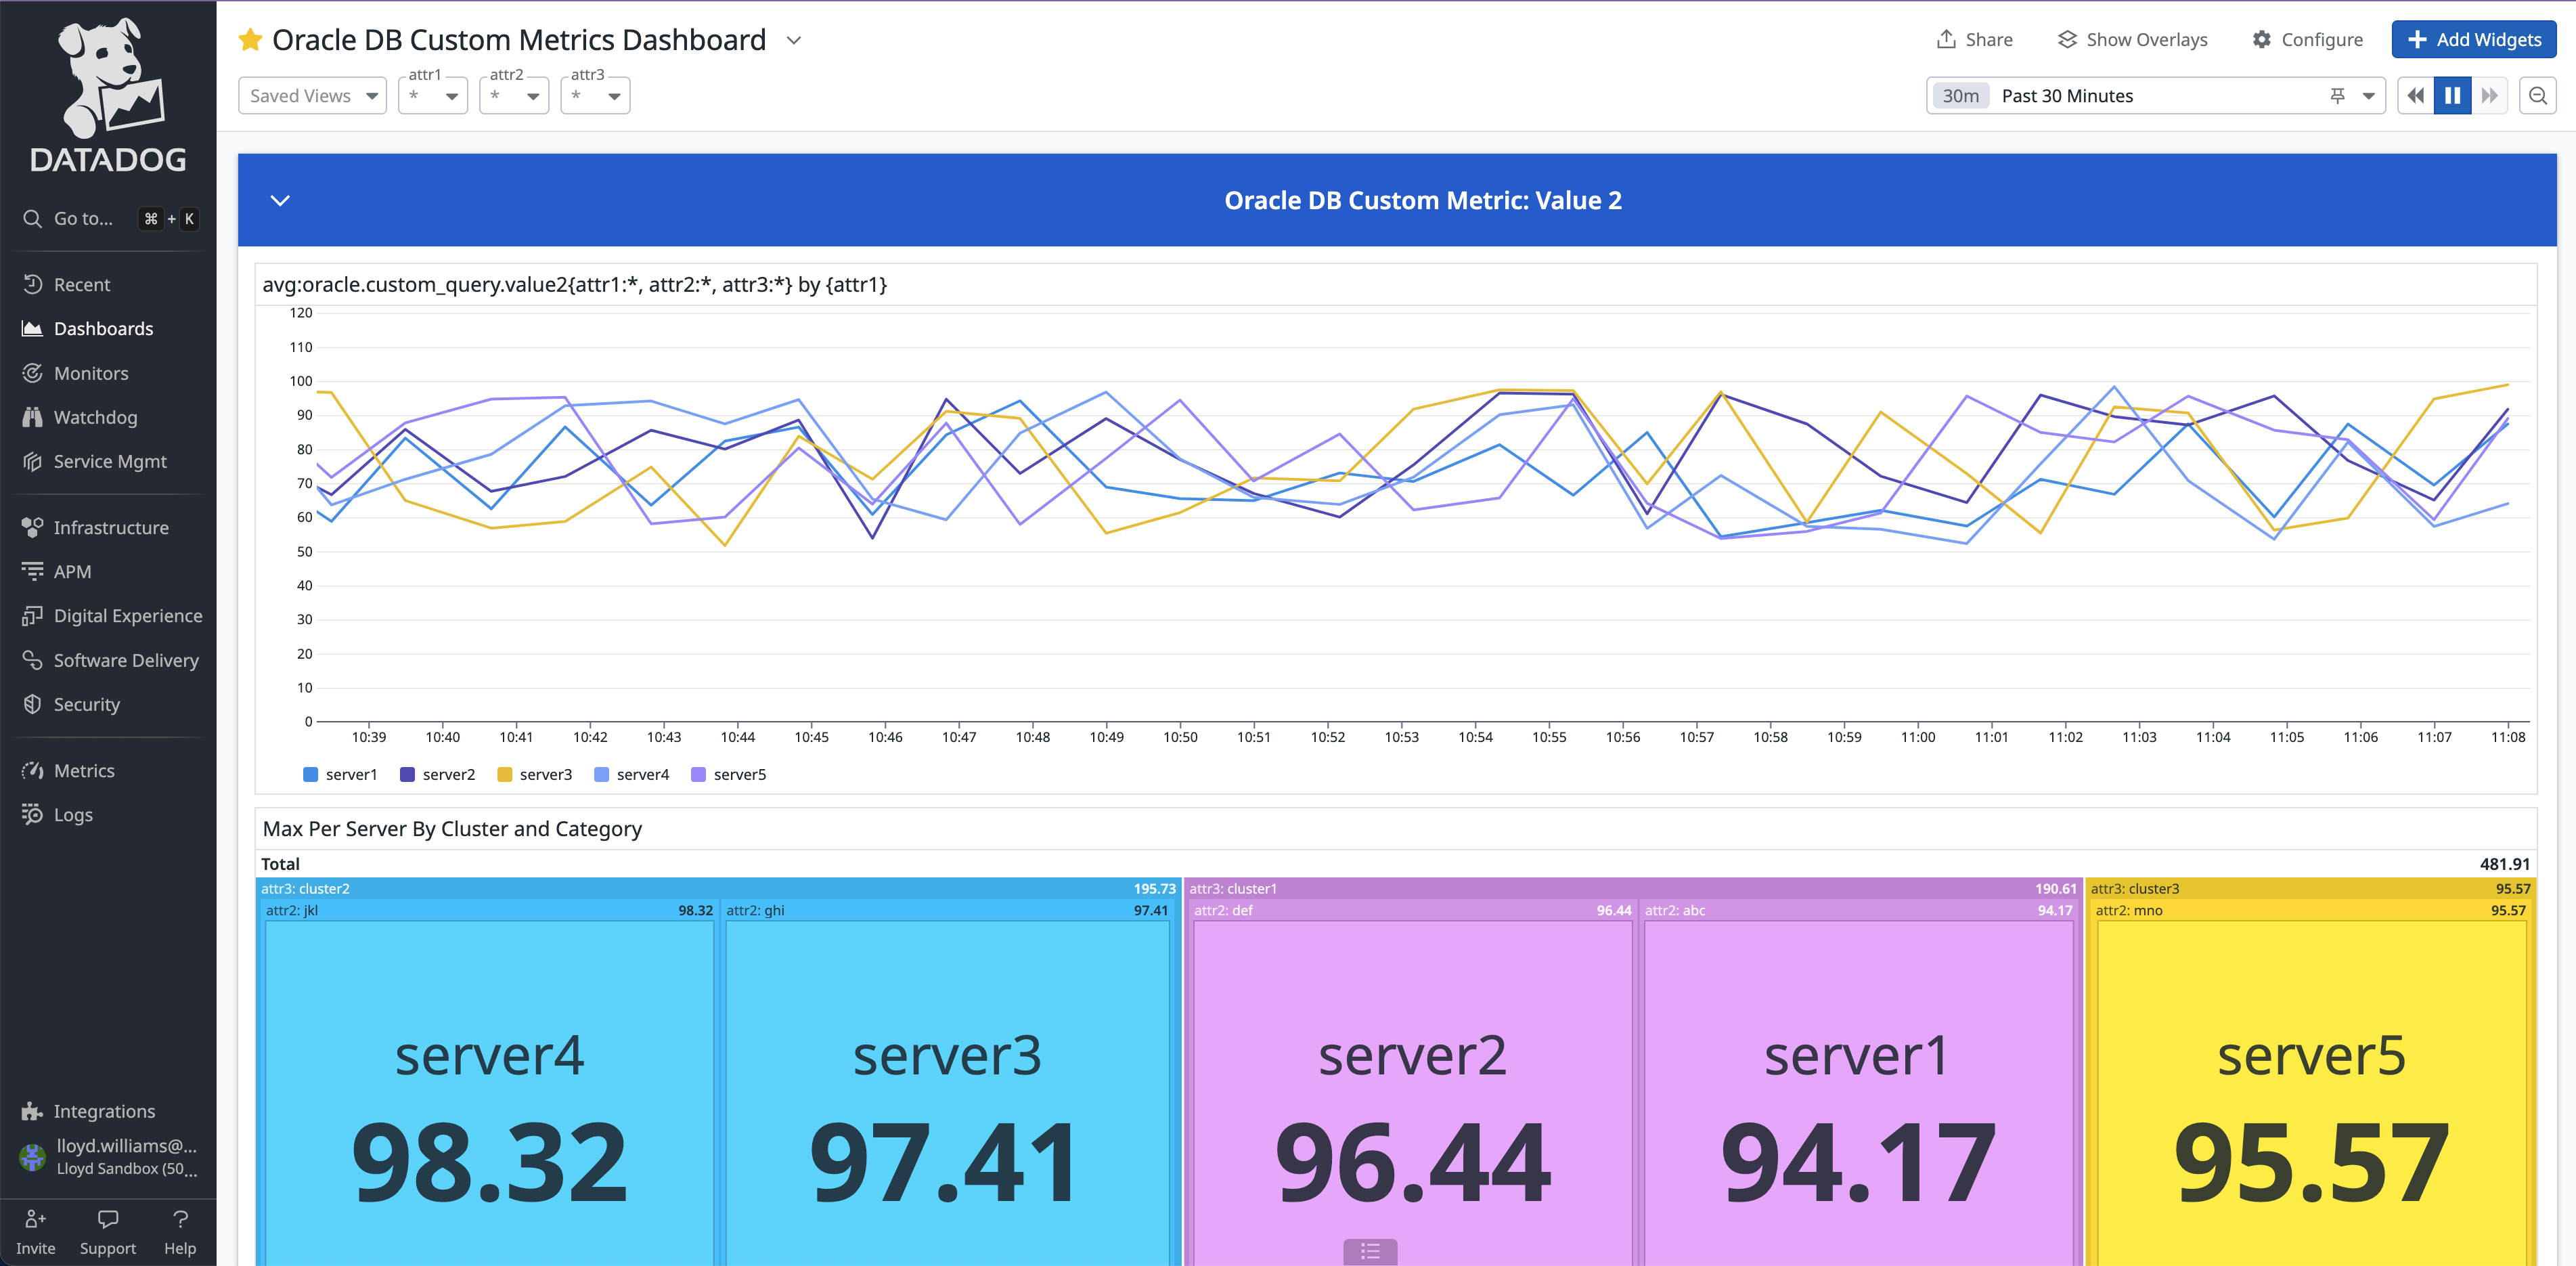 DATADOG
Go to... ⌘ + K
Recent
Dashboards
Monitors
Watchdog
Service Mgmt
Infrastructure
APM
Digital Experience
Software Delivery
Security
Metrics
Logs
Integrations
lloyd.williams@...
Lloyd Sandbox (50...
Invite Support Help
Oracle DB Custom Metrics Dashboard
Share Show Overlays Configure + Add Widgets
Saved Views
attr1 *
attr2 *
attr3 *
30m Past 30 Minutes
Oracle DB Custom Metric: Value 2
avg:oracle.custom_query.value2{attr1:*, attr2:*, attr3:*} by {attr1}
120
110
100
90
80
70
60
50
40
30
20
10
0
10:39 10:40 10:41 10:42 10:43 10:44 10:45 10:46 10:47 10:48 10:49 10:50 10:51 10:52 10:53 10:54 10:55 10:56 10:57 10:58 10:59 11:00 11:01 11:02 11:03 11:04 11:05 11:06 11:07 11:08
server1 server2 server3 server4 server5
Max Per Server By Cluster and Category
Total 481.91
attr3: cluster2 195.73
attr2: jkl 98.32
server4
98.32
attr2: ghi 97.41
server3
97.41
attr3: cluster1 190.61
attr2: def 96.44
server2
96.44
attr2: abc 94.17
server1
94.17
attr3: cluster3 95.57
attr2: mno 95.57
server5
95.57